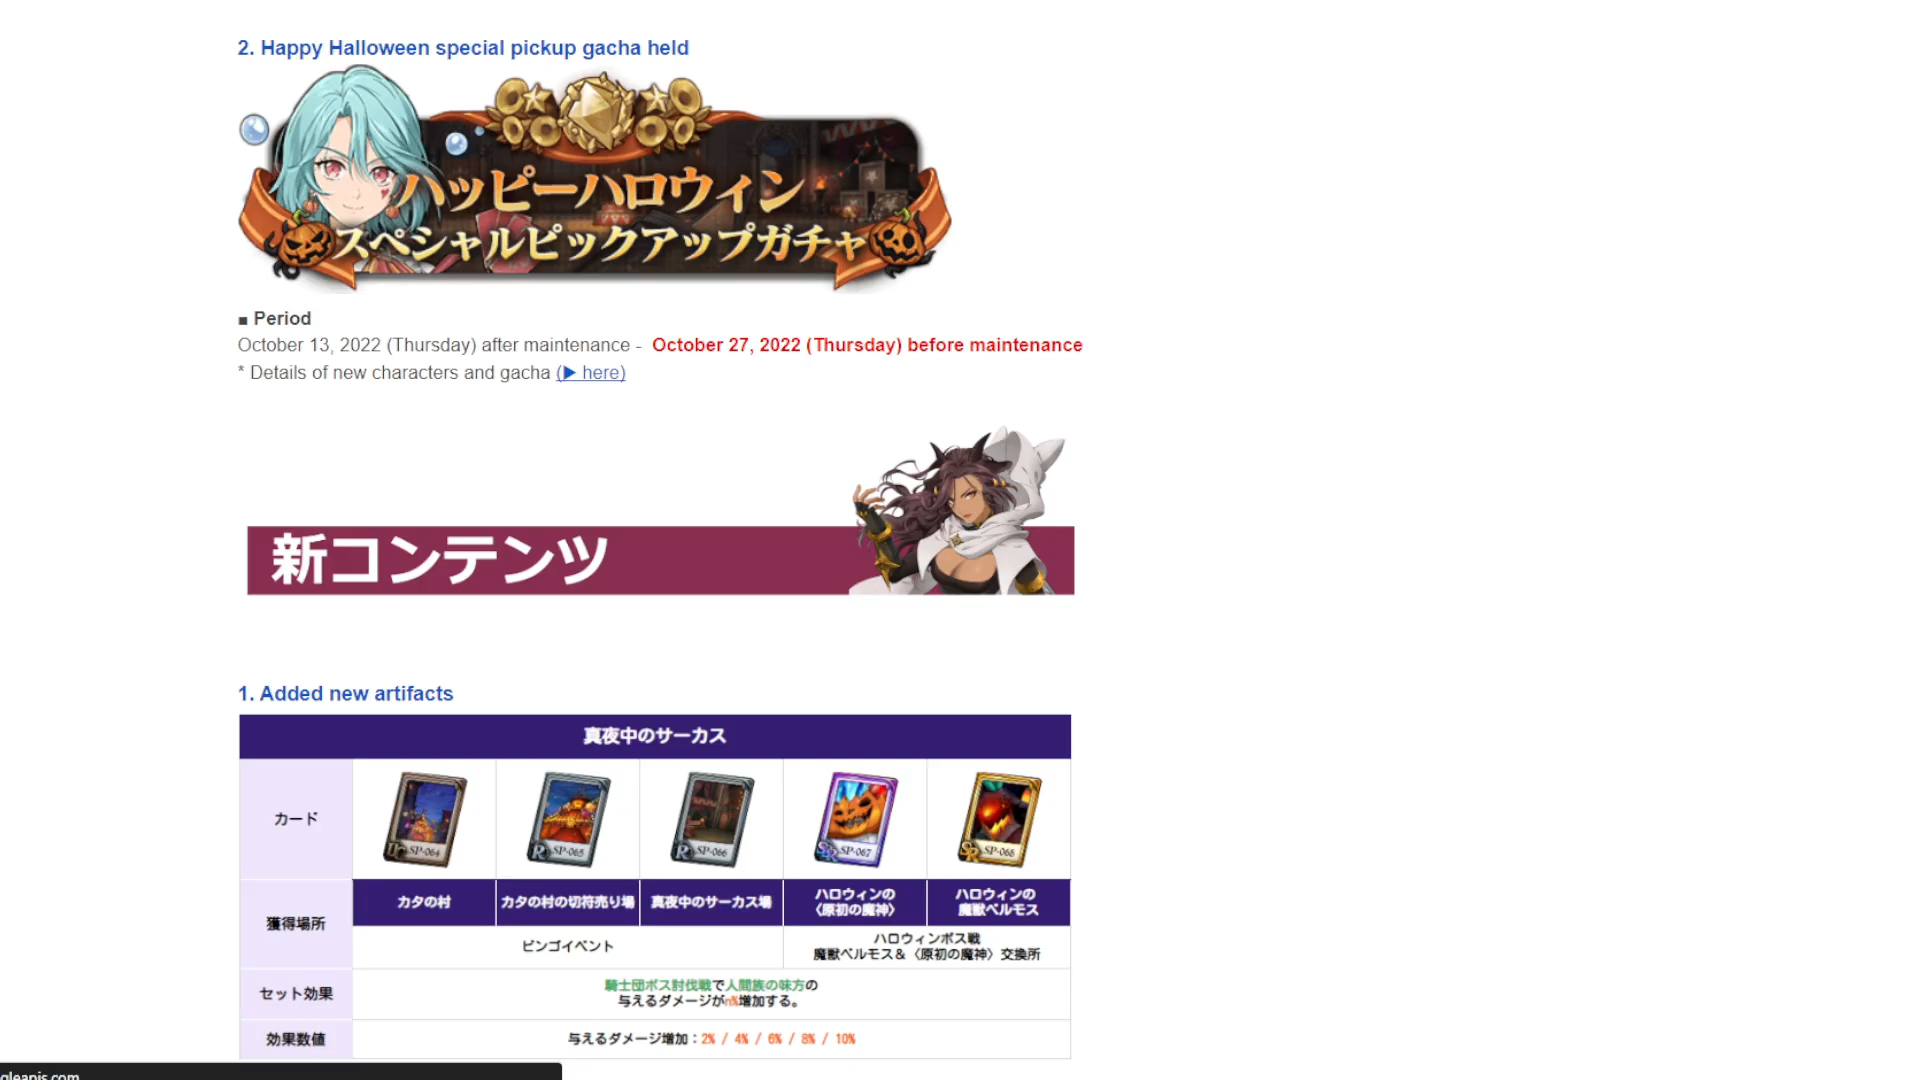 2. Happy Halloween special pickup gacha held
ハッピーハロウィン
スペシャルピックアップガチャ
■ Period
October 13, 2022 (Thursday) after maintenance - October 27, 2022 (Thursday) before maintenance
* Details of new characters and gacha (▶ here)
新コンテンツ
1. Added new artifacts
真夜中のサーカス
カード
UC SP-064
R SP-065
R SP-066
SSR SP-067
SR SP-068
獲得場所
カタの村
カタの村の切符売り場
真夜中のサーカス場
ハロウィンの
〈原初の魔神〉
ハロウィンの
魔獣ベルモス
ビンゴイベント
ハロウィンボス戦
魔獣ベルモス&〈原初の魔神〉交換所
セット効果
騎士団ボス討伐戦で人間族の味方の
与えるダメージがn%増加する。
効果数値
与えるダメージ増加：2% / 4% / 6% / 8% / 10%
gleapis.com